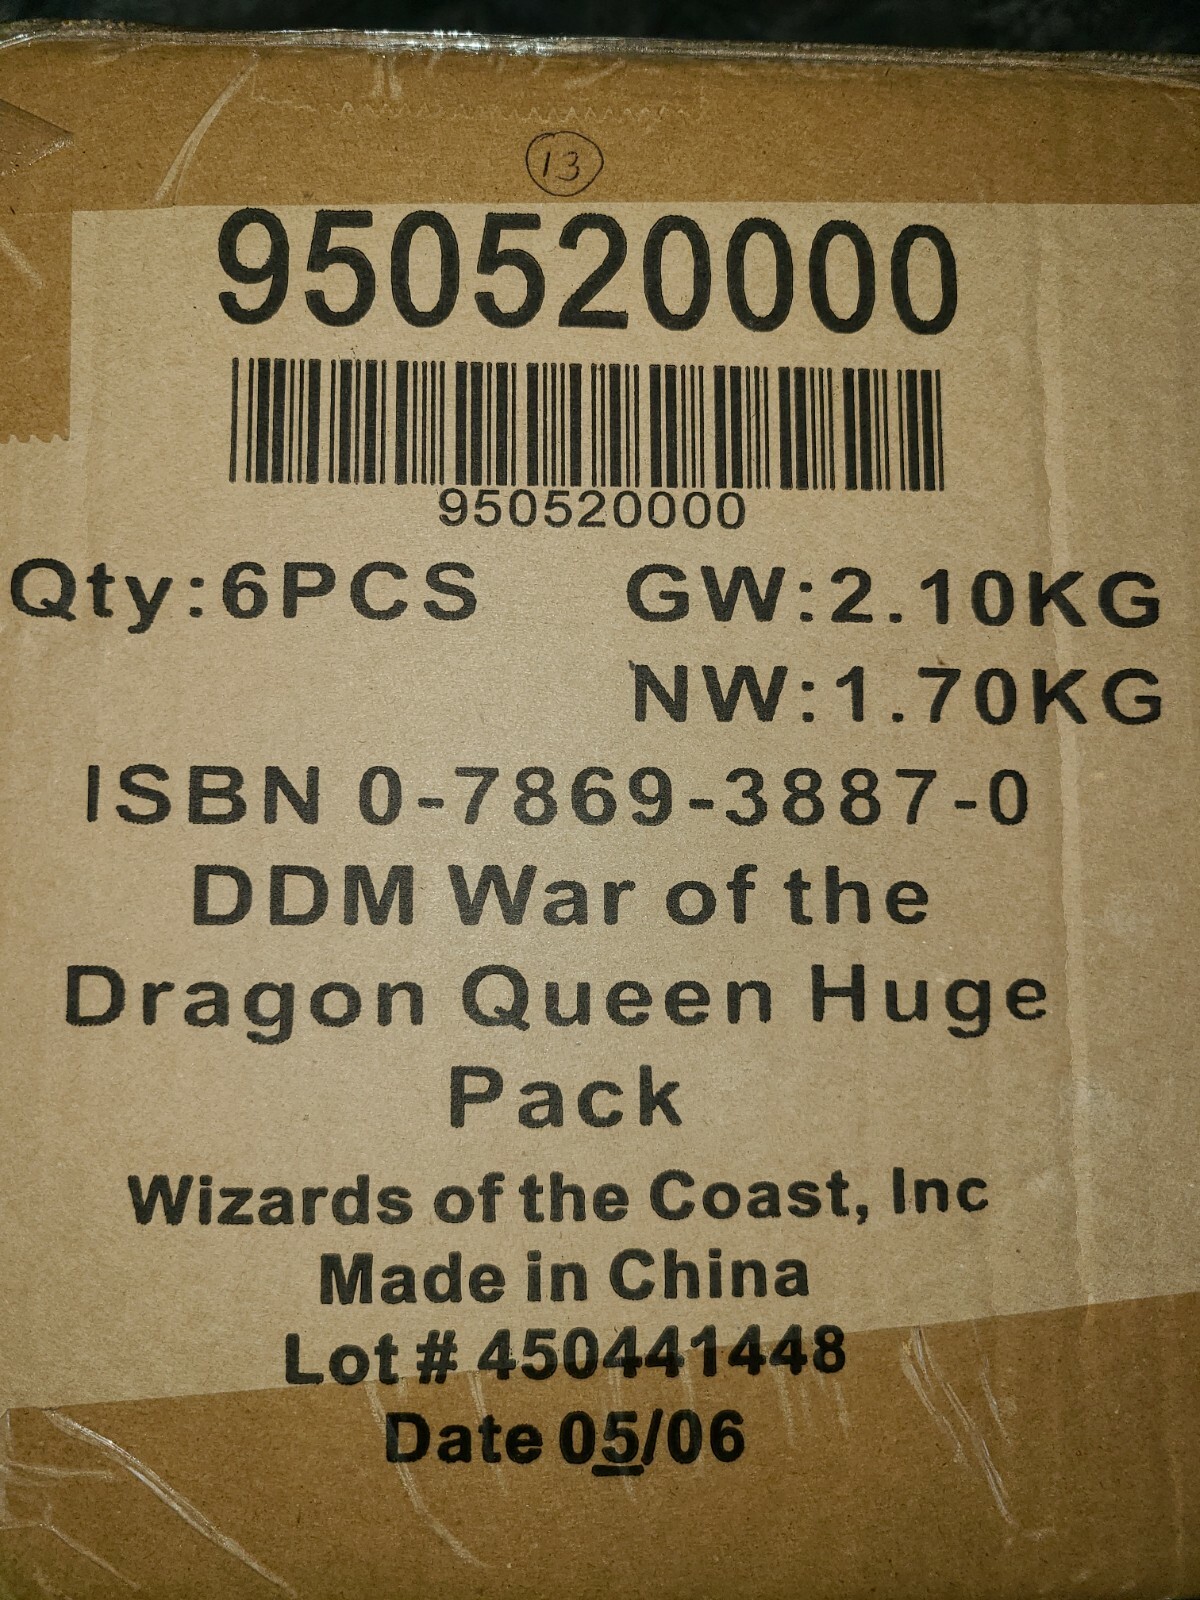 13
950520000
950520000
Qty:6PCS GW:2.10KG
NW:1.70KG
ISBN 0-7869-3887-0
DDM War of the
Dragon Queen Huge
Pack
Wizards of the Coast, Inc
Made in China
Lot # 450441448
Date 05/06